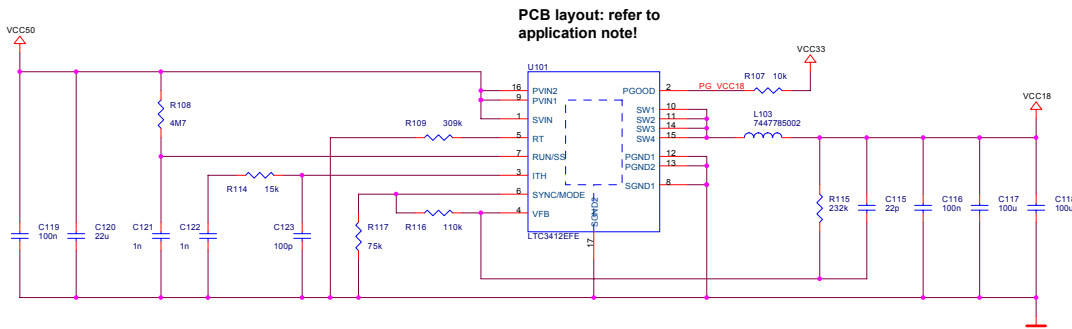 PCB layout: refer to
application note!
VCC50
VCC33
VCC18
U101
R107 10k
PG_VCC18
R108
4M7
R109 309k
L103
7447785002
16 PVIN2
9 PVIN1
1 SVIN
5 RT
7 RUN/SS
3 ITH
6 SYNC/MODE
4 VFB
PGOOD 2
SW1 10
SW2 11
SW3 14
SW4 15
PGND1 12
PGND2 13
SGND1 8
SGND2
17
LTC3412EFE
R114 15k
R117
75k
R116 110k
R115
232k
C119
100n
C120
22u
C121
1n
C122
1n
C123
100p
C115
22p
C116
100n
C117
100u
C118
100u